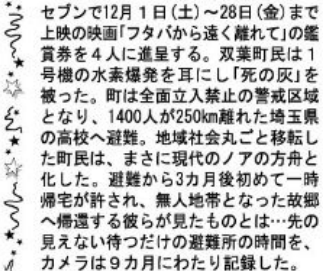 セブンで12月１日(土)～28日(金)まで
上映の映画｢フタバから遠く離れて｣の鑑
賞券を４人に進呈する。双葉町民は１
号機の水素爆発を耳にし｢死の灰｣を
被った。町は全面立入禁止の警戒区域
となり、1400人が250km離れた埼玉県
の高校へ避難。地域社会丸ごと移転し
た町民は、まさに現代のノアの方舟と
化した。避難から3カ月後初めて一時
帰宅が許され、無人地帯となった故郷
へ帰還する彼らが見たものとは…先の
見えない待つだけの避難所の時間を、
カメラは９カ月にわたり記録した。